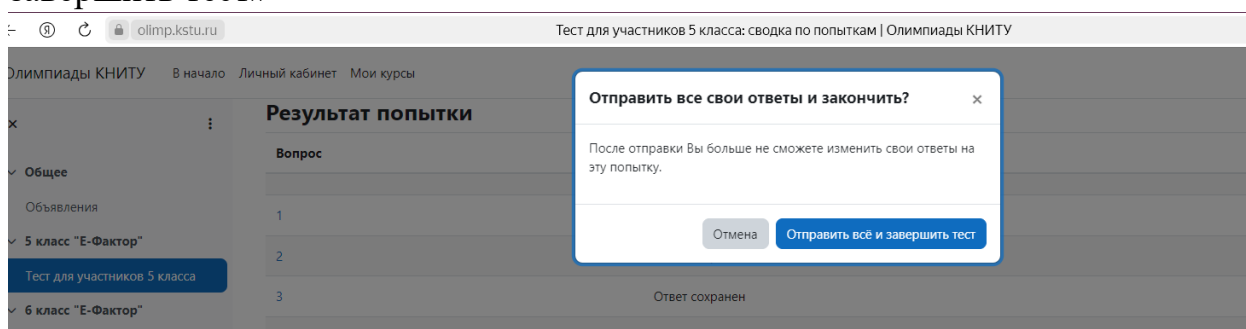 завершить тест»
olimp.kstu.ru
Тест для участников 5 класса: сводка по попыткам | Олимпиады КНИТУ
Олимпиады КНИТУ В начало Личный кабинет Мои курсы
Отправить все свои ответы и закончить? ×
× Результат попытки
Вопрос
После отправки Вы больше не сможете изменить свои ответы на
эту попытку.
Общее
Объявления
1
5 класс "Е-Фактор"
Отмена Отправить всё и завершить тест
2
Тест для участников 5 класса
3 Ответ сохранен
6 класс "Е-Фактор"